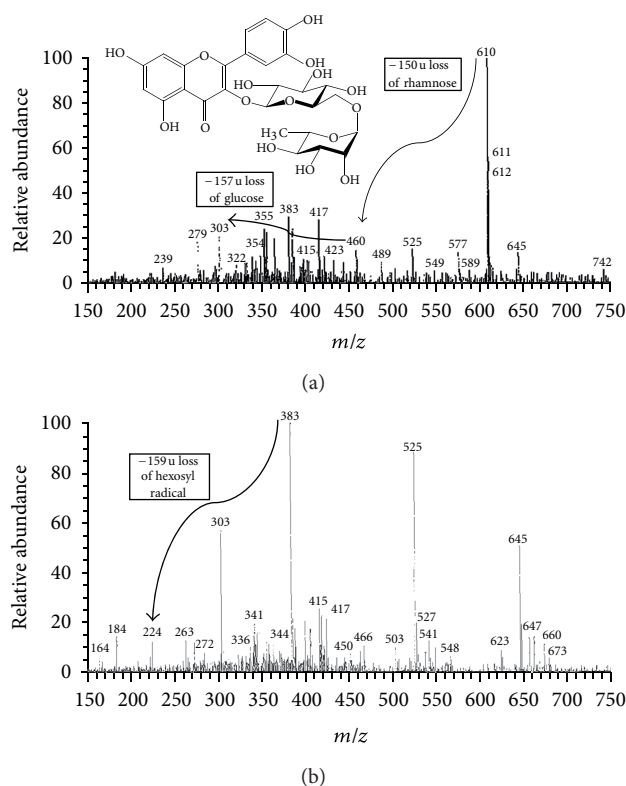 OH
HO
O
OH
HO
OH
OH
O
O
OH
O
OH
O
H3C
O
HO
HO
OH
−150 u loss
of rhamnose
−157 u loss
of glucose
Relative abundance
100
80
60
40
20
0
239
279
303
322
354
355
383
415
417
423
460
489
525
549
577
589
610
611
612
645
742
150 200 250 300 350 400 450 500 550 600 650 700 750
m/z
(a)
−159 u loss
of hexosyl
radical
Relative abundance
100
80
60
40
20
0
164
184
224
263
272
303
336
341
344
383
415
417
450
466
503
525
527
541
548
623
645
647
660
673
150 200 250 300 350 400 450 500 550 600 650 700 750
m/z
(b)